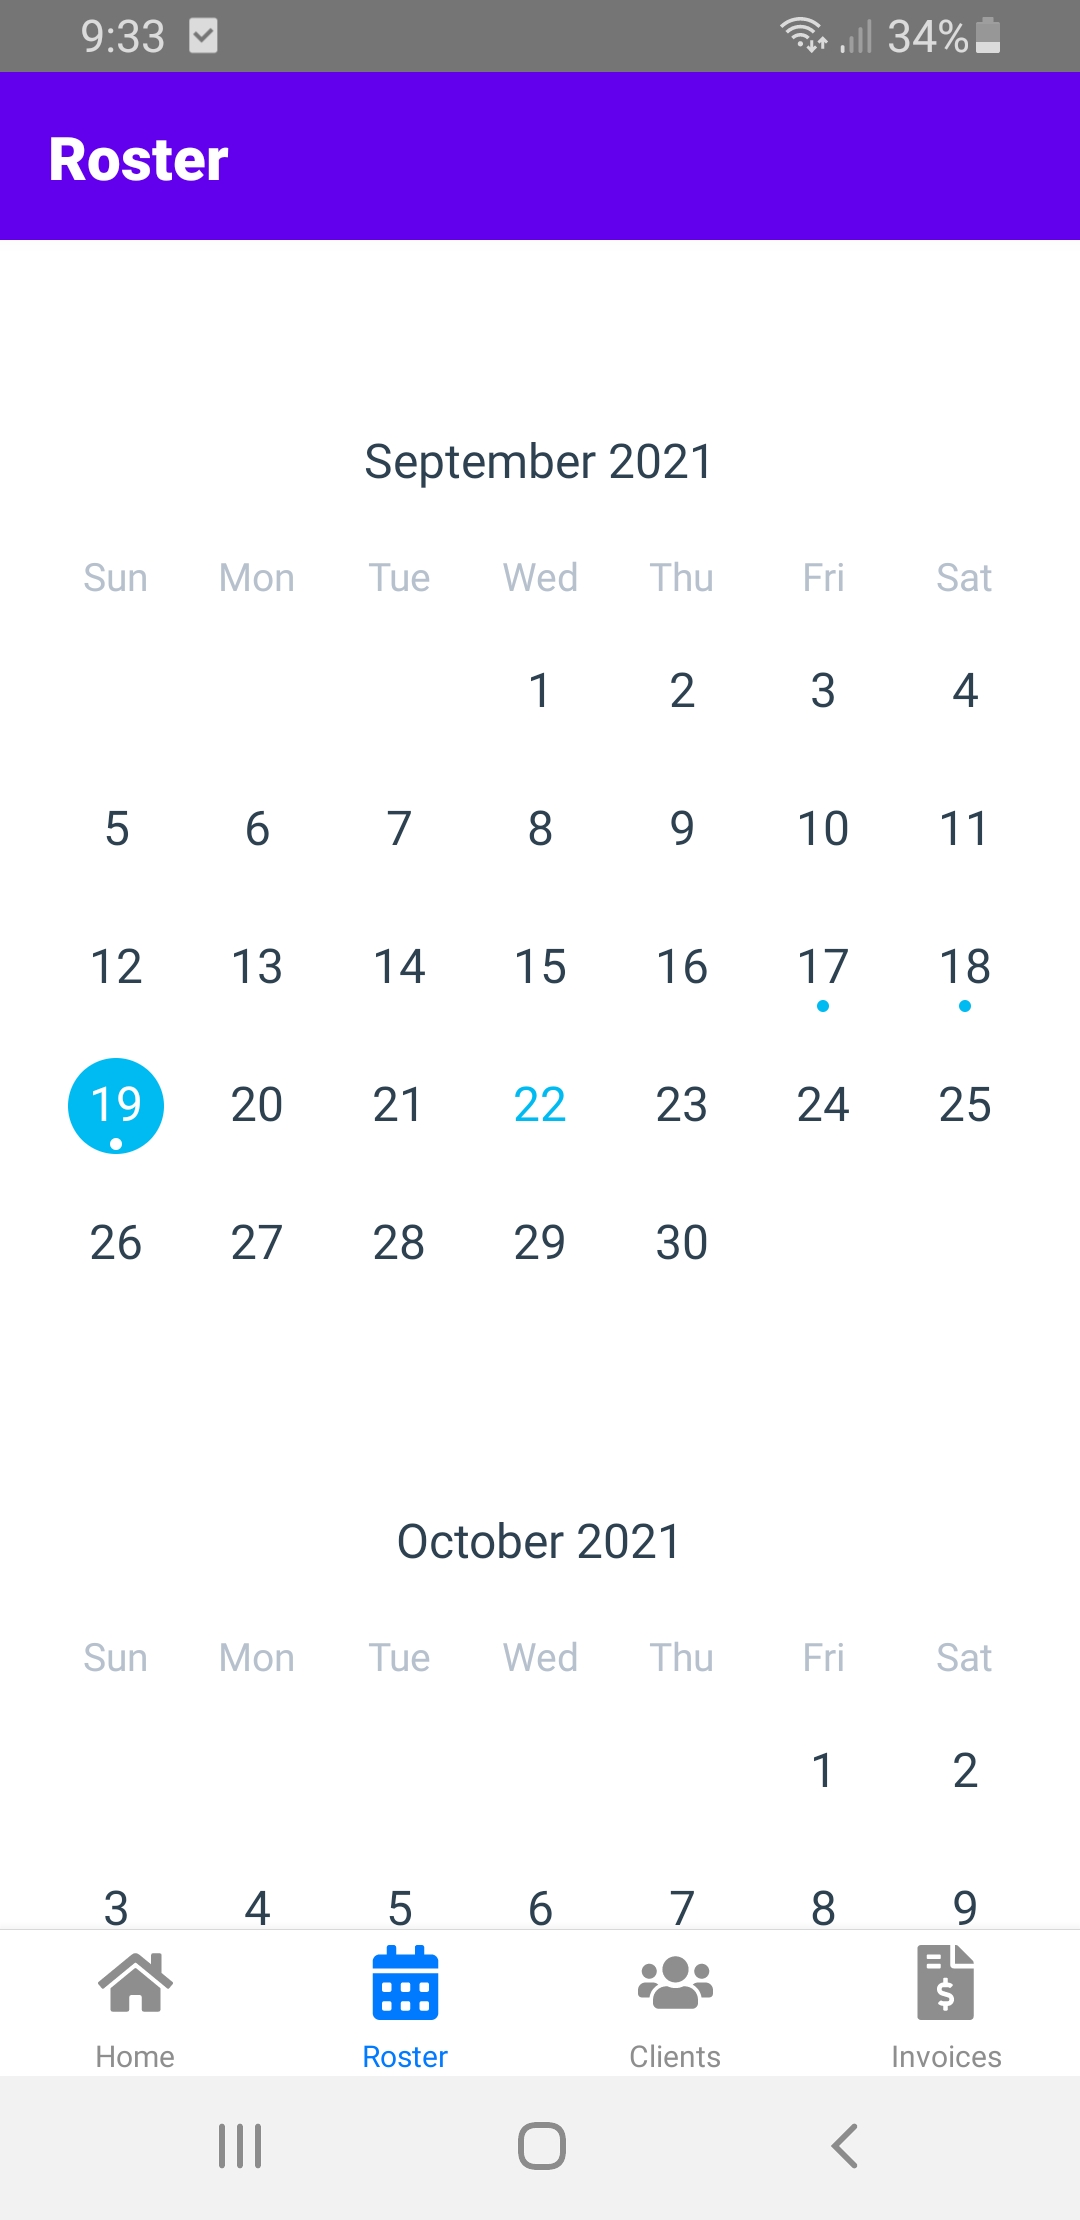 9:33 34%
Roster
September 2021
Sun Mon Tue Wed Thu Fri Sat
1 2 3 4
5 6 7 8 9 10 11
12 13 14 15 16 17 18
19 20 21 22 23 24 25
26 27 28 29 30
October 2021
Sun Mon Tue Wed Thu Fri Sat
1 2
3 4 5 6 7 8 9
Home Roster Clients Invoices